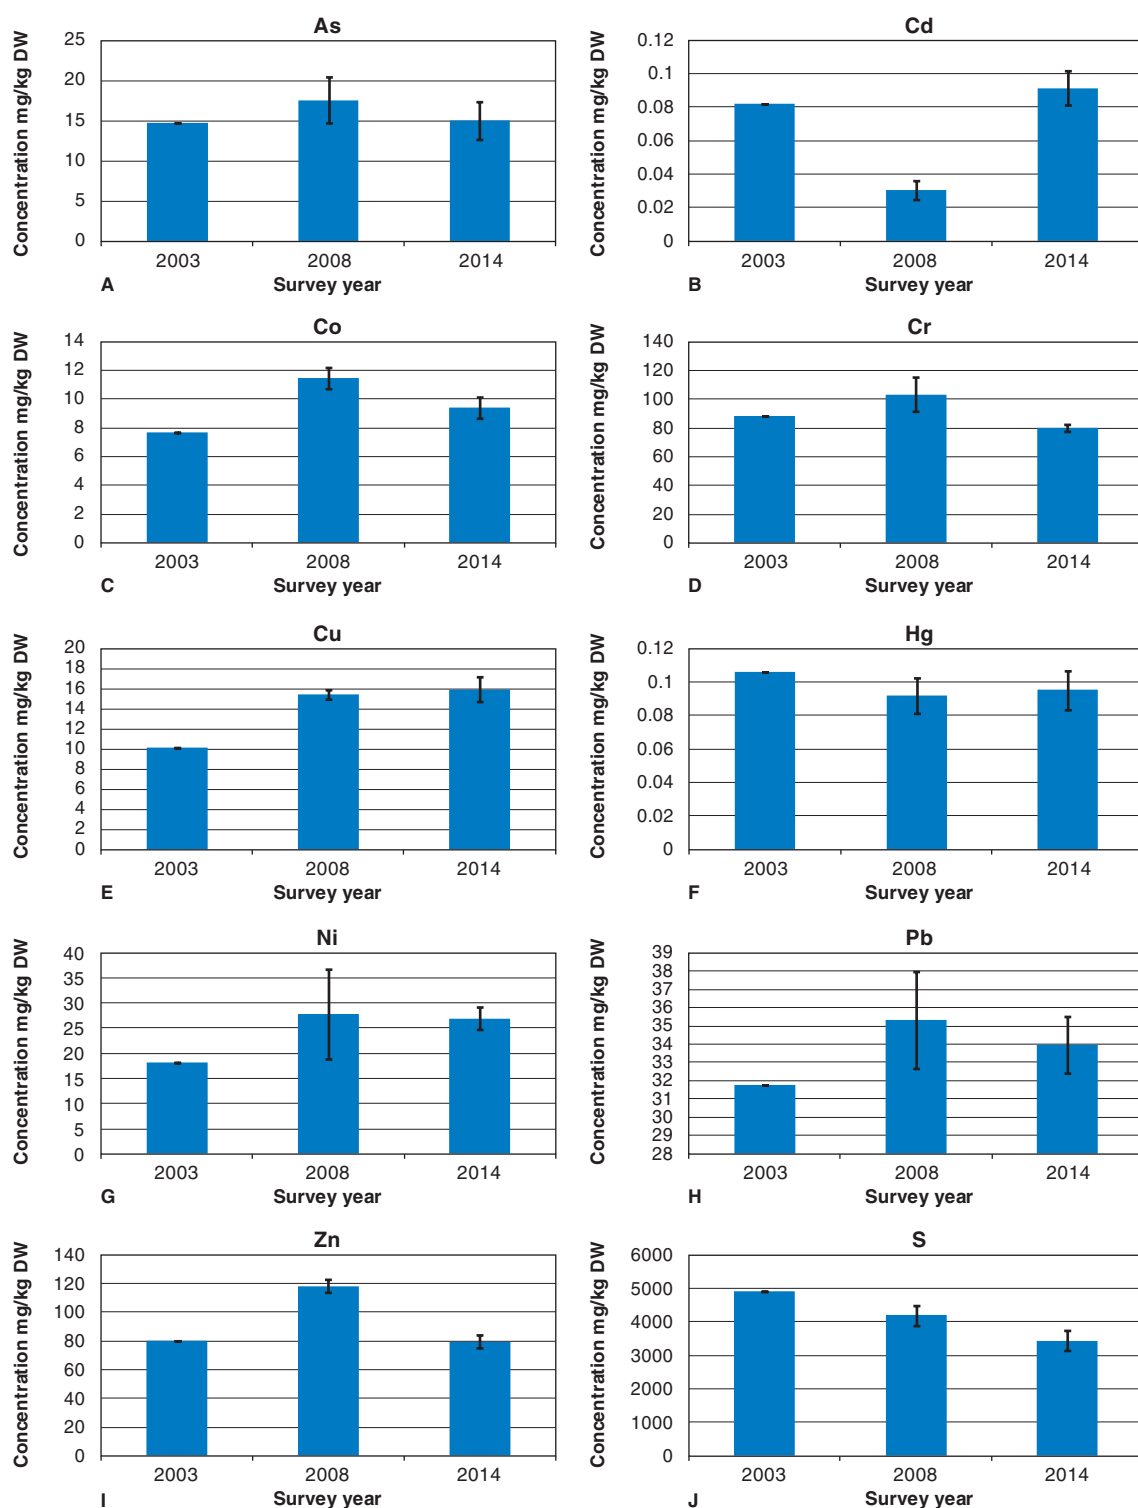 As
Concentration mg/kg DW
25
20
15
10
5
0
2003 2008 2014
A Survey year
Cd
Concentration mg/kg DW
0.12
0.1
0.08
0.06
0.04
0.02
0
2003 2008 2014
B Survey year
Co
Concentration mg/kg DW
14
12
10
8
6
4
2
0
2003 2008 2014
C Survey year
Cr
Concentration mg/kg DW
140
120
100
80
60
40
20
0
2003 2008 2014
D Survey year
Cu
Concentration mg/kg DW
20
18
16
14
12
10
8
6
4
2
0
2003 2008 2014
E Survey year
Hg
Concentration mg/kg DW
0.12
0.1
0.08
0.06
0.04
0.02
0
2003 2008 2014
F Survey year
Ni
Concentration mg/kg DW
40
35
30
25
20
15
10
5
0
2003 2008 2014
G Survey year
Pb
Concentration mg/kg DW
39
38
37
36
35
34
33
32
31
30
29
28
2003 2008 2014
H Survey year
Zn
Concentration mg/kg DW
140
120
100
80
60
40
20
0
2003 2008 2014
I Survey year
S
Concentration mg/kg DW
6000
5000
4000
3000
2000
1000
0
2003 2008 2014
J Survey year